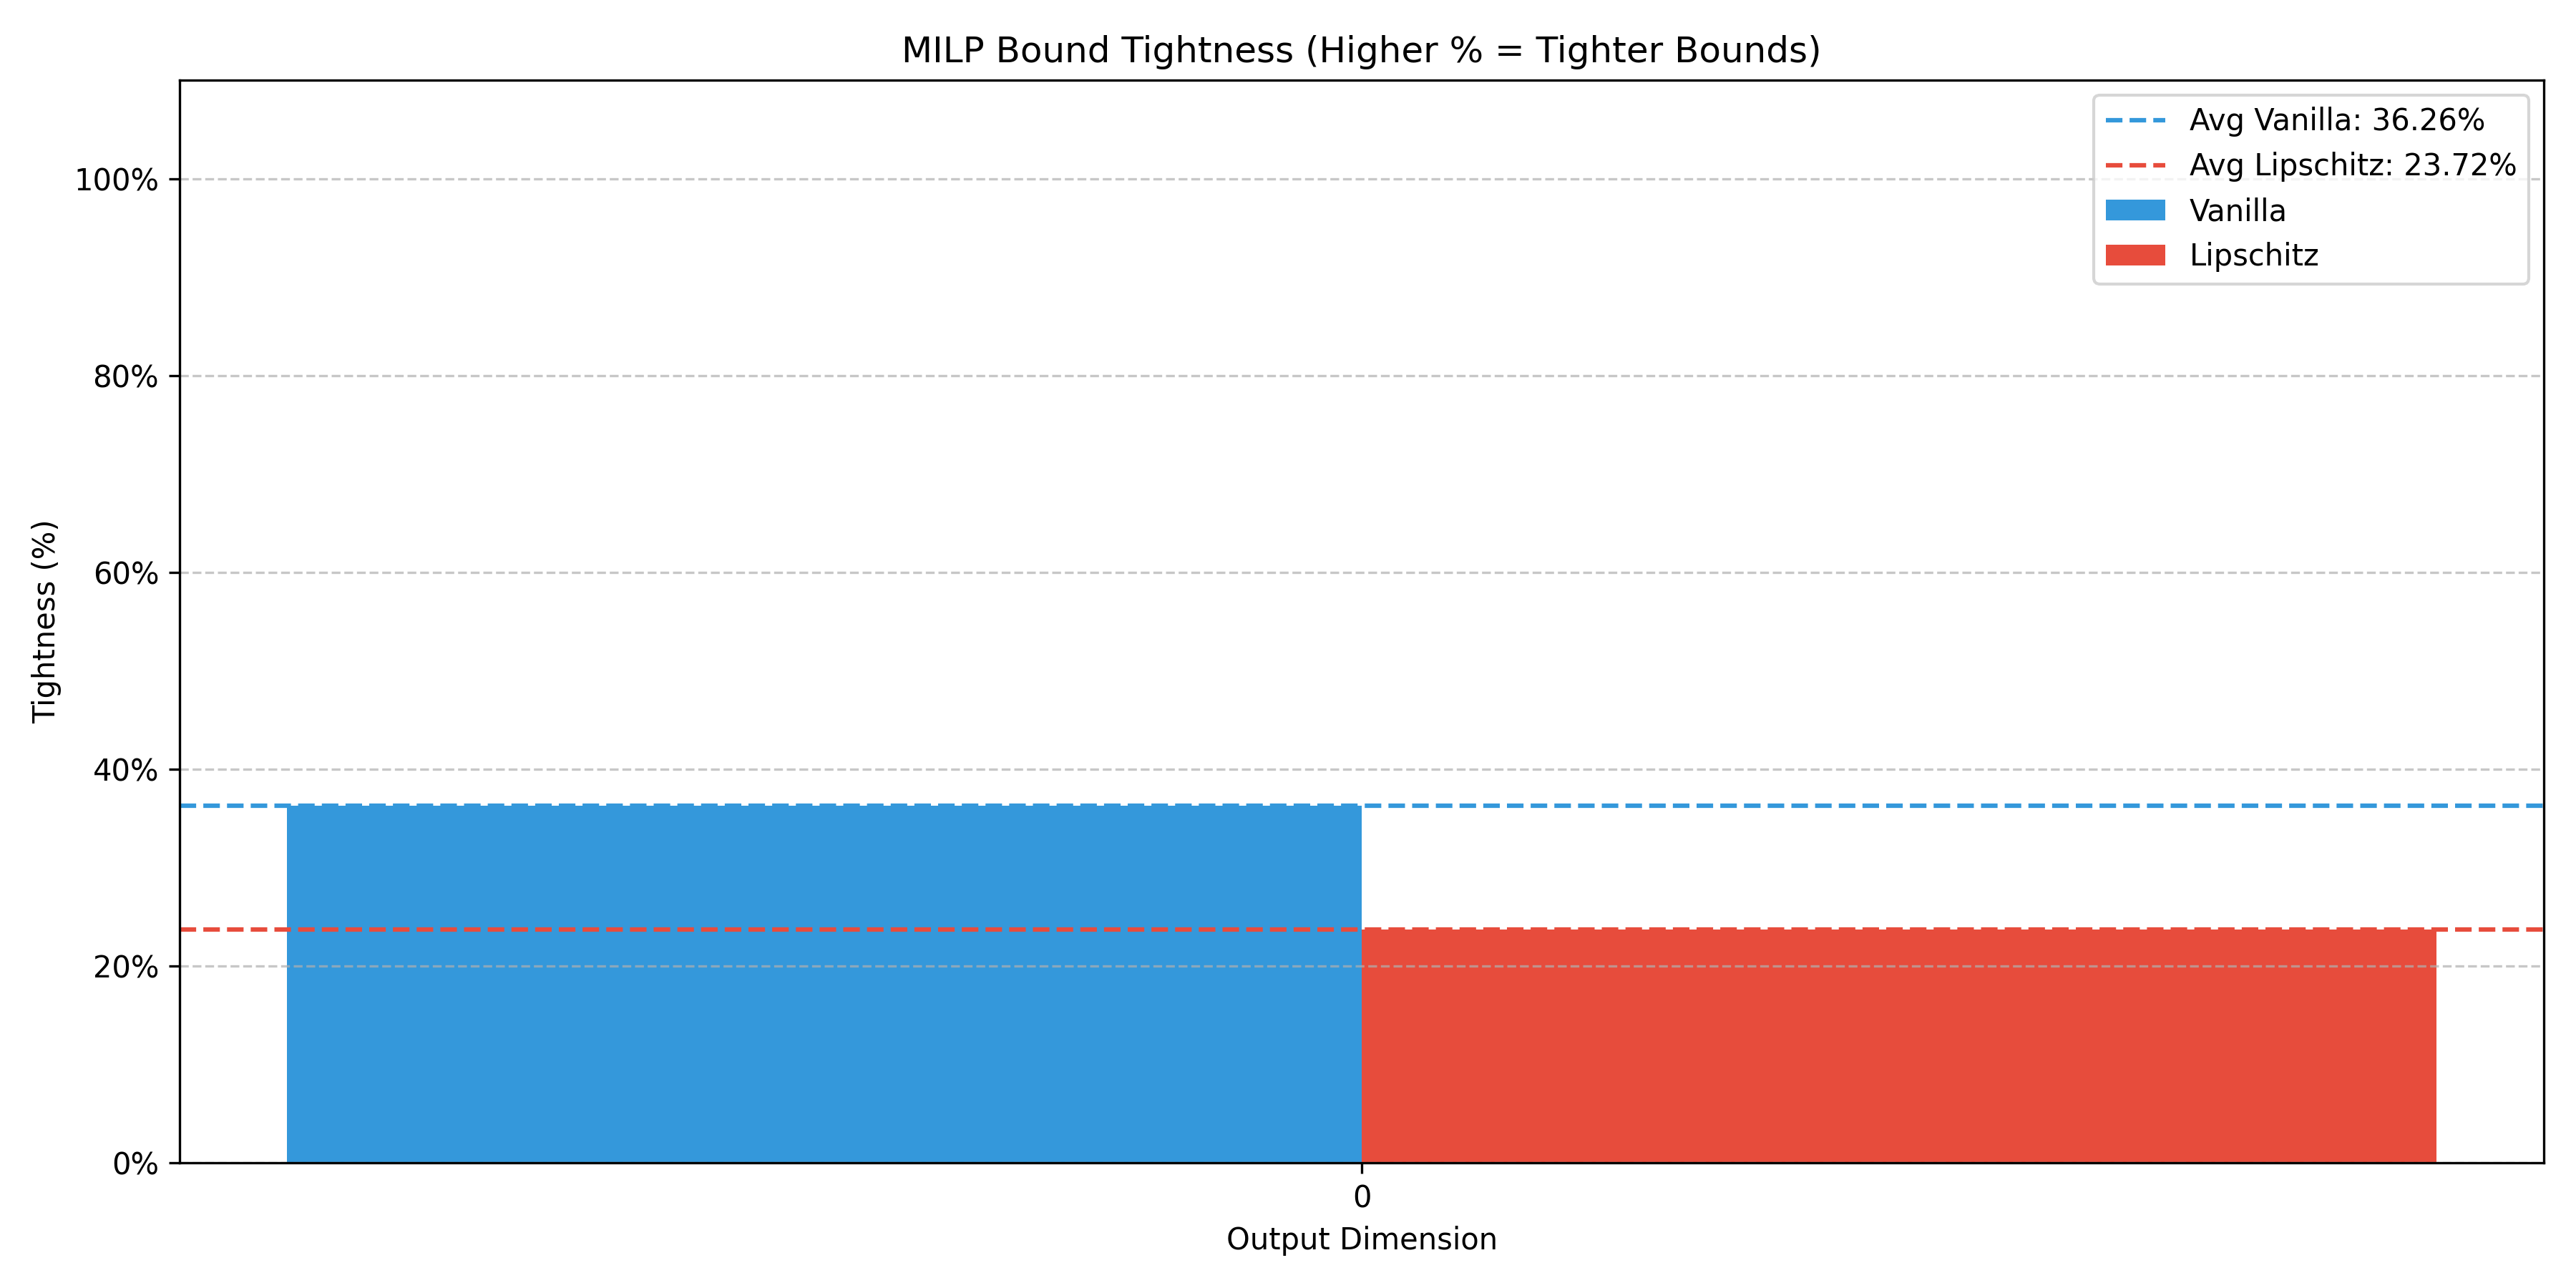 MILP Bound Tightness (Higher % = Tighter Bounds)
Avg Vanilla: 36.26%
Avg Lipschitz: 23.72%
Vanilla
Lipschitz
Tightness (%)
100%
80%
60%
40%
20%
0%
0
Output Dimension